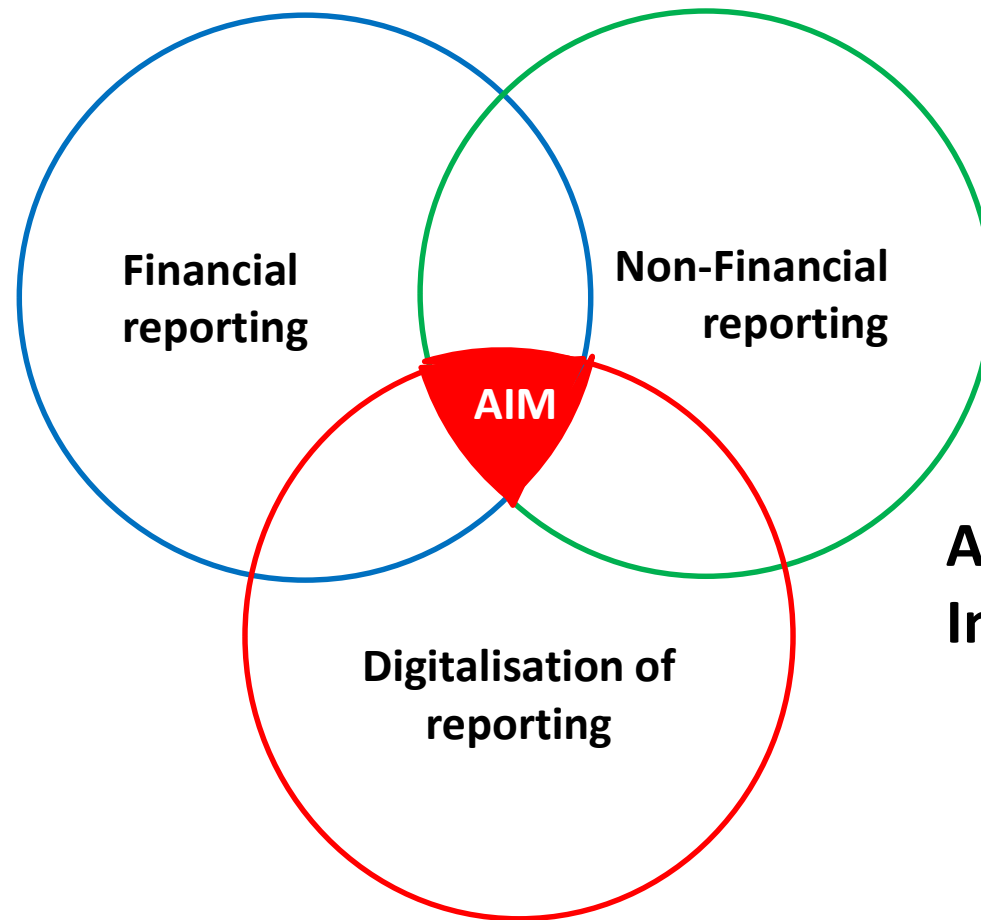 Financial
reporting
Non-Financial
reporting
AIM
Digitalisation of
reporting